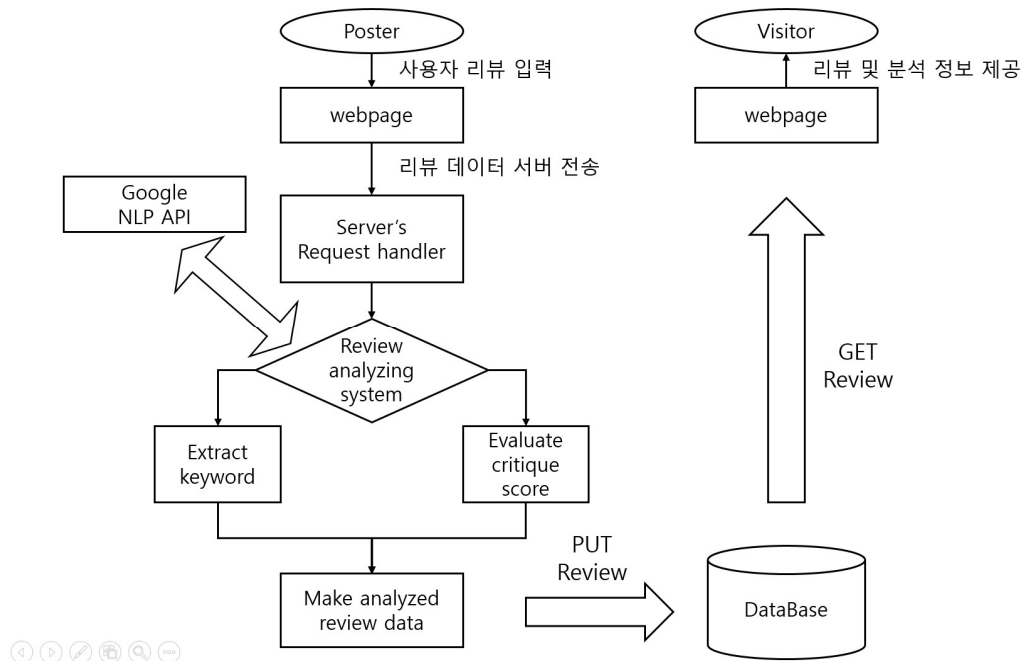 Poster
사용자 리뷰 입력
webpage
리뷰 데이터 서버 전송
Google
NLP API
Server's
Request handler
Review
analyzing
system
Extract
keyword
Evaluate
critique
score
Make analyzed
review data
PUT
Review
DataBase
GET
Review
Visitor
리뷰 및 분석 정보 제공
webpage